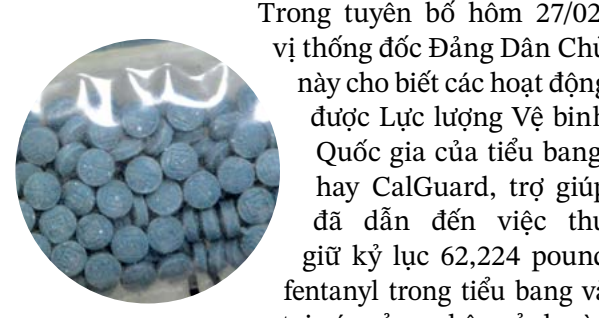 Trong tuyên bố hôm 27/02
vị thống đốc Đảng Dân Chủ
này cho biết các hoạt động
được Lực lượng Vệ binh
Quốc gia của tiểu bang
hay CalGuard, trợ giúp
đã dẫn đến việc thu
giữ kỷ lục 62,224 pound
fentanyl trong tiểu bang và